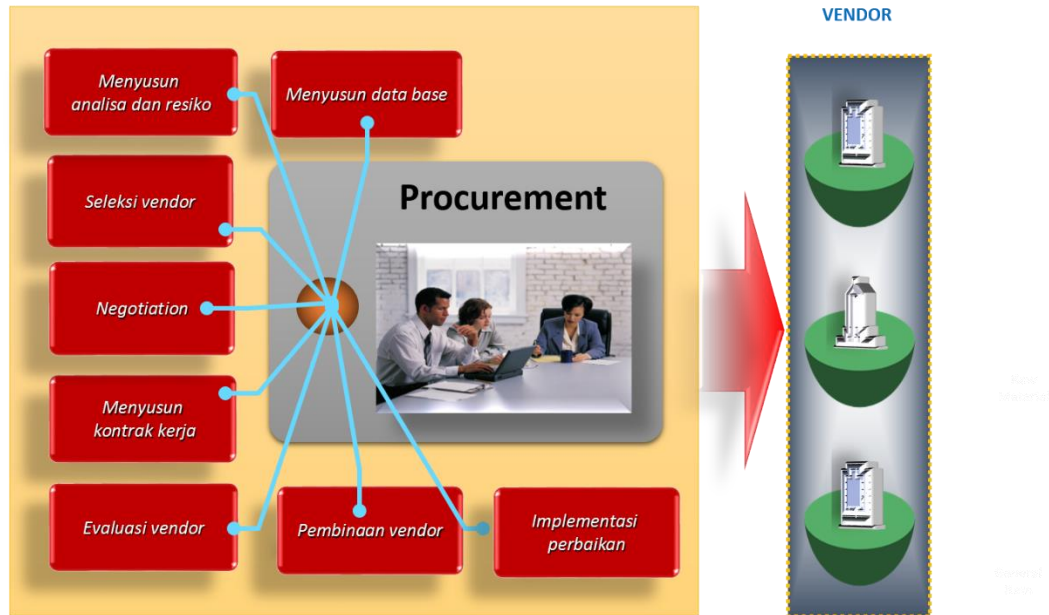 VENDOR
Menyusun
analisa dan resiko
Menyusun data base
Seleksi vendor
Procurement
Negotiation
Menyusun
kontrak kerja
Evaluasi vendor
Pembinaan vendor
Implementasi
perbaikan